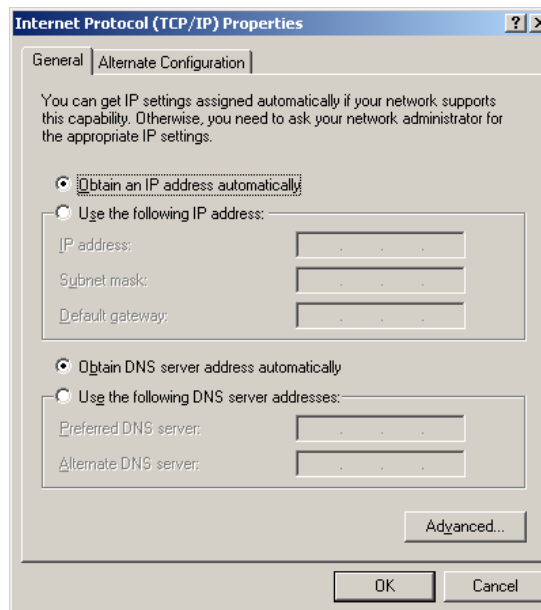 Internet Protocol (TCP/IP) Properties
General
Alternate Configuration
You can get IP settings assigned automatically if your network supports
this capability. Otherwise, you need to ask your network administrator for
the appropriate IP settings.
Obtain an IP address automatically
Use the following IP address:
IP address:
Subnet mask:
Default gateway:
Obtain DNS server address automatically
Use the following DNS server addresses:
Preferred DNS server:
Alternate DNS server:
Advanced...
OK
Cancel